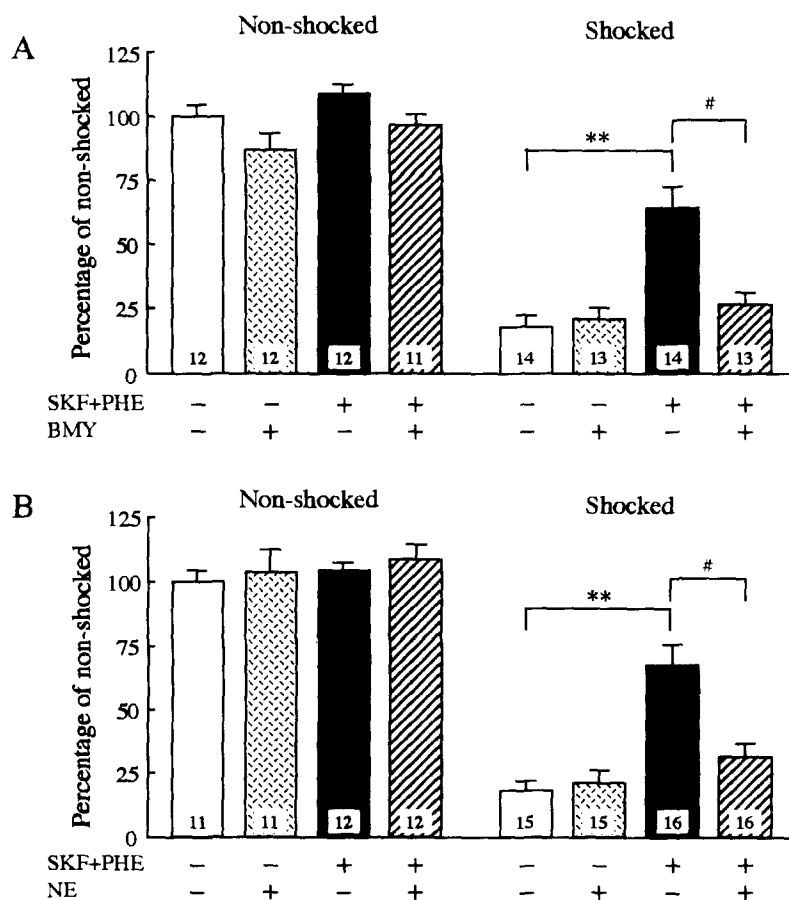 A
Non-shocked
Shocked
Percentage of non-shocked
125
100
75
50
25
0
**
#
12 12 12 11 14 13 14 13
SKF+PHE − − + + − − + +
BMY − + − + − + − +
B
Non-shocked
Shocked
Percentage of non-shocked
125
100
75
50
25
0
**
#
11 11 12 12 15 15 16 16
SKF+PHE − − + + − − + +
NE − + − + − + − +